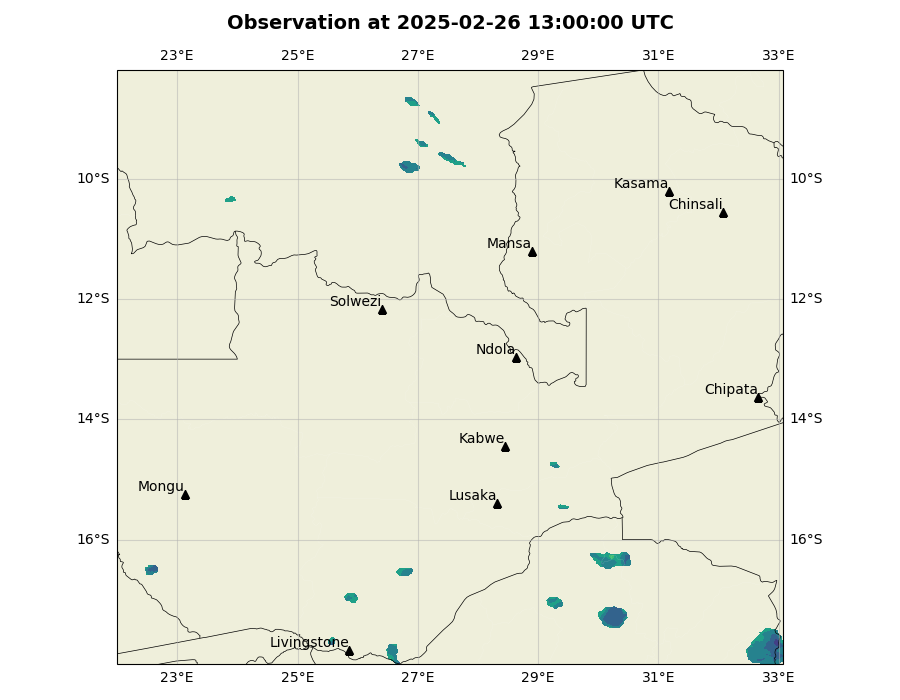 Observation at 2025-02-26 13:00:00 UTC
23°E 25°E 27°E 29°E 31°E 33°E
10°S 10°S
Kasama
Chinsali
Mansa
12°S 12°S
Solwezi
Ndola
Chipata
14°S 14°S
Kabwe
Mongu
Lusaka
16°S 16°S
Livingstone
23°E 25°E 27°E 29°E 31°E 33°E